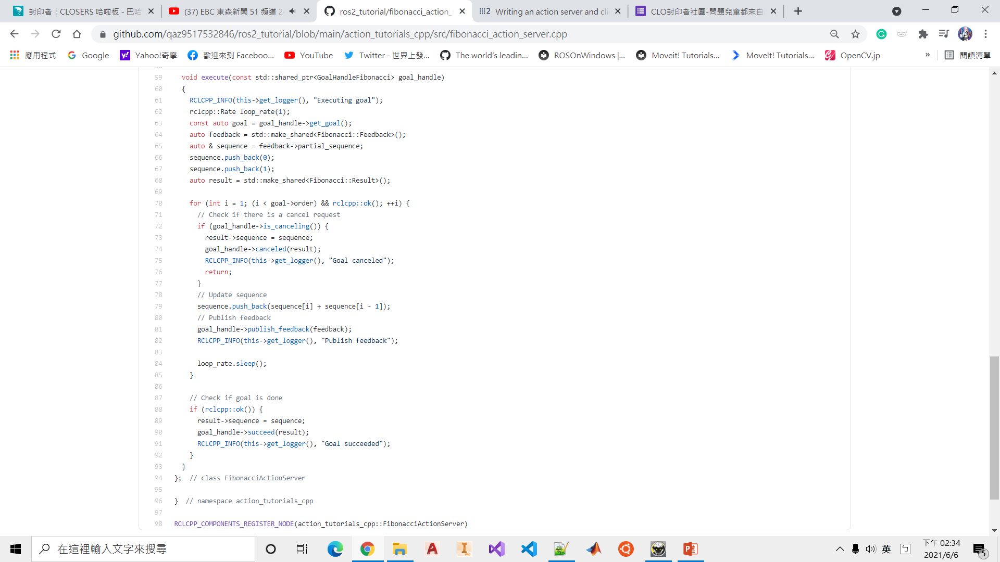 封印者：CLOSERS 哈啦板 - 巴哈
(37) EBC 東森新聞 51 頻道 2
ros2_tutorial/fibonacci_action_s
Writing an action server and cli
CLO封印者社團-問題兒童都來自
github.com/qaz9517532846/ros2_tutorial/blob/main/action_tutorials_cpp/src/fibonacci_action_server.cpp
應用程式
Google
Yahoo!奇摩
歡迎來到 Faceboo...
YouTube
Twitter - 世界上發...
The world's leadin...
ROSOnWindows |...
Moveit! Tutorials...
MoveIt! Tutorials...
OpenCV.jp
»
閱讀清單
59 void execute(const std::shared_ptr<GoalHandleFibonacci> goal_handle)
60 {
61 RCLCPP_INFO(this->get_logger(), "Executing goal");
62 rclcpp::Rate loop_rate(1);
63 const auto goal = goal_handle->get_goal();
64 auto feedback = std::make_shared<Fibonacci::Feedback>();
65 auto & sequence = feedback->partial_sequence;
66 sequence.push_back(0);
67 sequence.push_back(1);
68 auto result = std::make_shared<Fibonacci::Result>();
69
70 for (int i = 1; (i < goal->order) && rclcpp::ok(); ++i) {
71 // Check if there is a cancel request
72 if (goal_handle->is_canceling()) {
73 result->sequence = sequence;
74 goal_handle->canceled(result);
75 RCLCPP_INFO(this->get_logger(), "Goal canceled");
76 return;
77 }
78 // Update sequence
79 sequence.push_back(sequence[i] + sequence[i - 1]);
80 // Publish feedback
81 goal_handle->publish_feedback(feedback);
82 RCLCPP_INFO(this->get_logger(), "Publish feedback");
83
84 loop_rate.sleep();
85 }
86
87 // Check if goal is done
88 if (rclcpp::ok()) {
89 result->sequence = sequence;
90 goal_handle->succeed(result);
91 RCLCPP_INFO(this->get_logger(), "Goal succeeded");
92 }
93 }
94 }; // class FibonacciActionServer
95
96 } // namespace action_tutorials_cpp
97
98 RCLCPP_COMPONENTS_REGISTER_NODE(action_tutorials_cpp::FibonacciActionServer)
在這裡輸入文字來搜尋
英
下午 02:34
2021/6/6
5